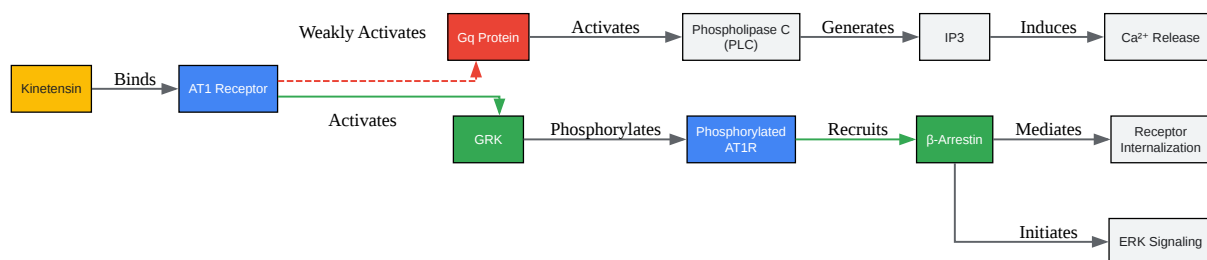 Weakly Activates
Gq Protein
Activates
Phospholipase C
(PLC)
Generates
IP3
Induces
Ca²⁺ Release
Kinetensin
Binds
AT1 Receptor
Activates
GRK
Phosphorylates
Phosphorylated
AT1R
Recruits
β-Arrestin
Mediates
Receptor
Internalization
Initiates
ERK Signaling